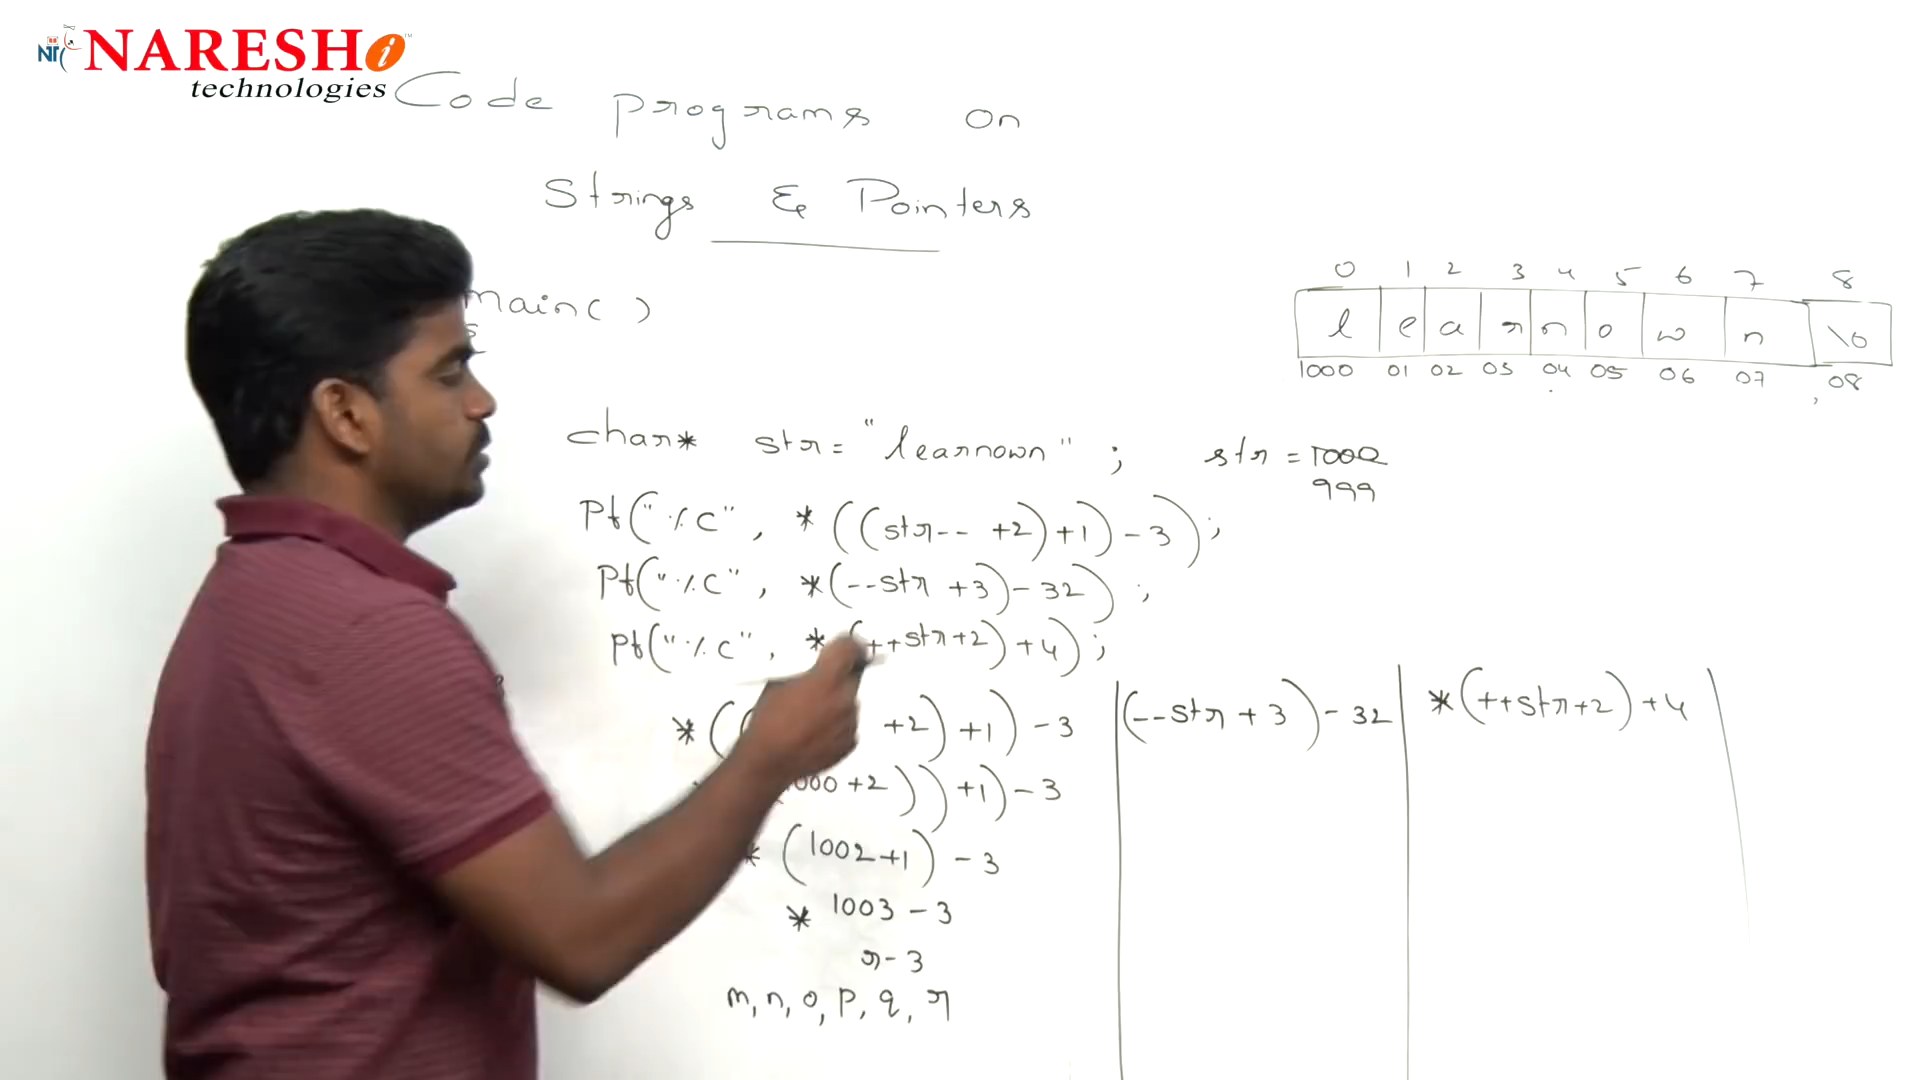 NARESHi
technologies
Code programs on
Strings & Pointers
main( )
0 1 2 3 4 5 6 7 8
l e a r n o w n \0
1000 01 02 03 04 05 06 07 08
char* str = "learnown" ; str = 1000
999
Pf("%c", *((str-- +2)+1)-3);
Pf("%c", *(--str +3)-32);
Pf("%c", *(++str+2)+4);
*(( +2)+1)-3
(--str + 3)-32
*(++str+2)+4
000+2))+1)-3
*(1002+1)-3
* 1003-3
r-3
m, n, o, p, q, r